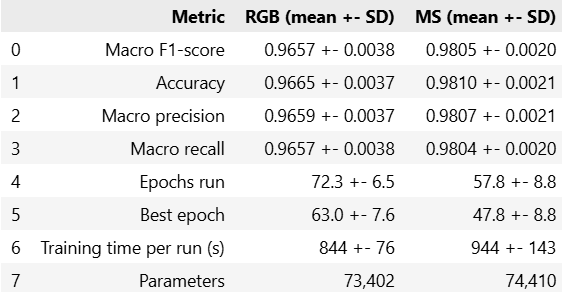 Metric RGB (mean +- SD) MS (mean +- SD)
0 Macro F1-score 0.9657 +- 0.0038 0.9805 +- 0.0020
1 Accuracy 0.9665 +- 0.0037 0.9810 +- 0.0021
2 Macro precision 0.9659 +- 0.0037 0.9807 +- 0.0021
3 Macro recall 0.9657 +- 0.0038 0.9804 +- 0.0020
4 Epochs run 72.3 +- 6.5 57.8 +- 8.8
5 Best epoch 63.0 +- 7.6 47.8 +- 8.8
6 Training time per run (s) 844 +- 76 944 +- 143
7 Parameters 73,402 74,410